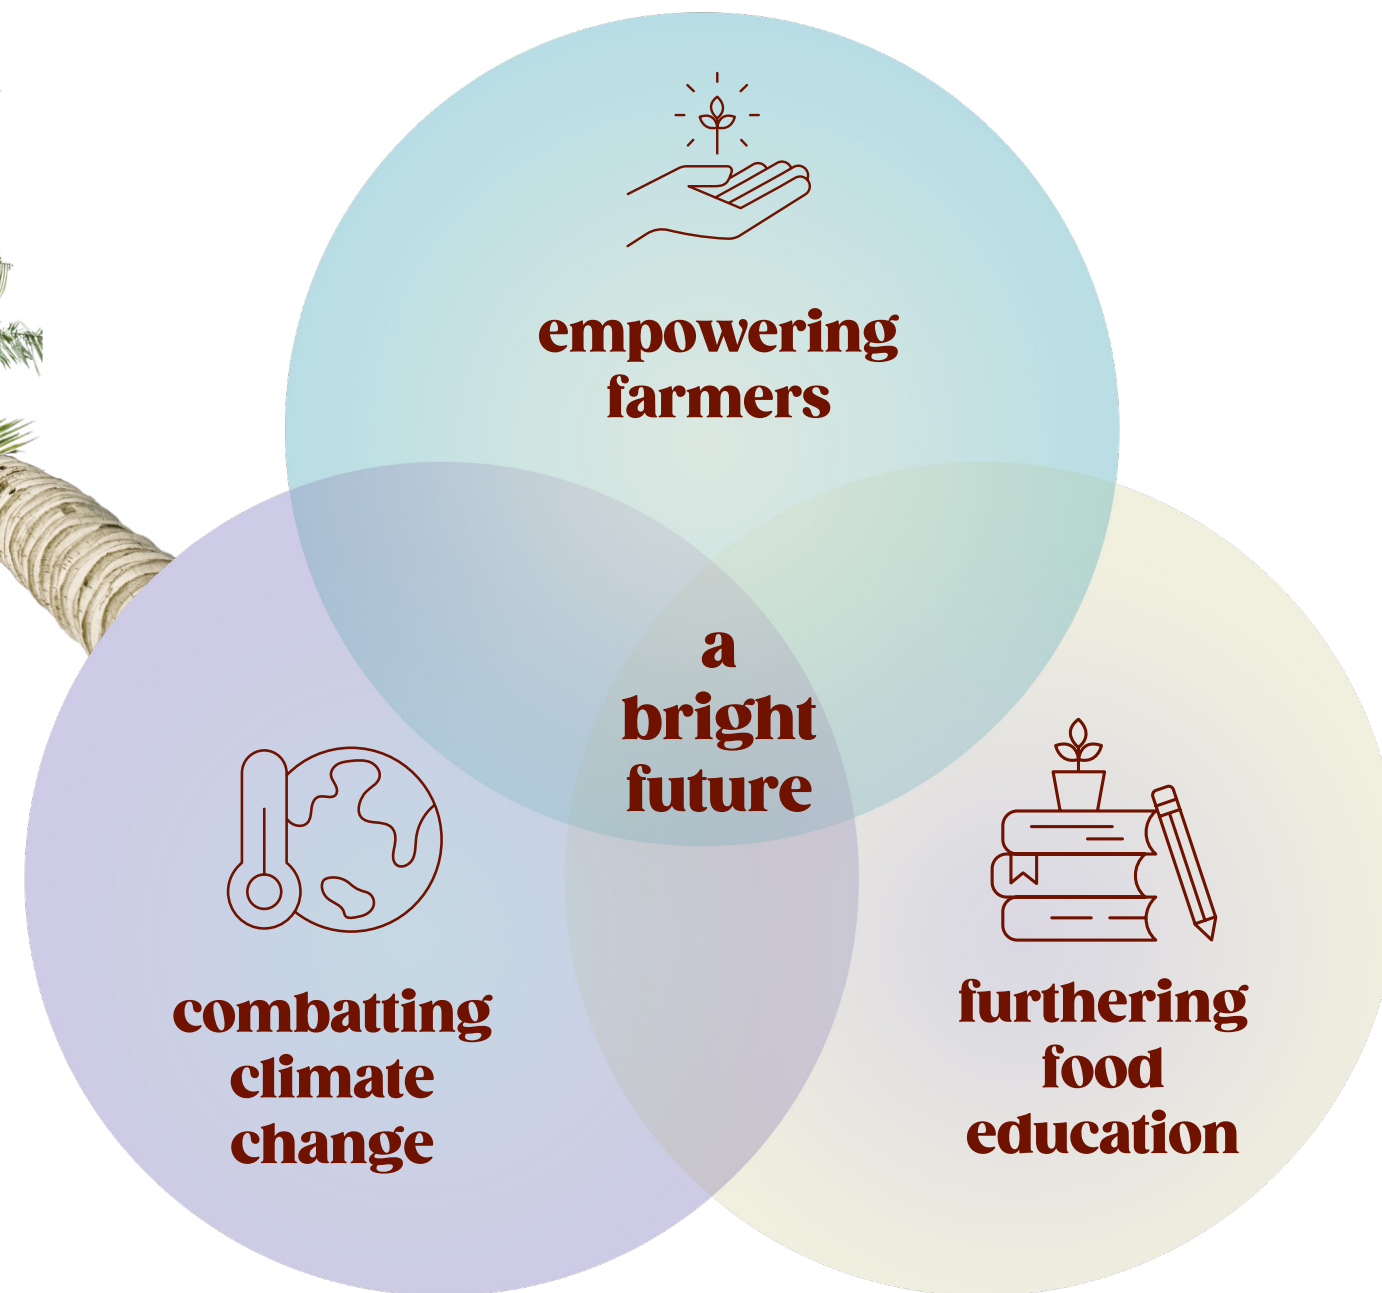 empowering
farmers
a
bright
future
combatting
climate
change
furthering
food
education